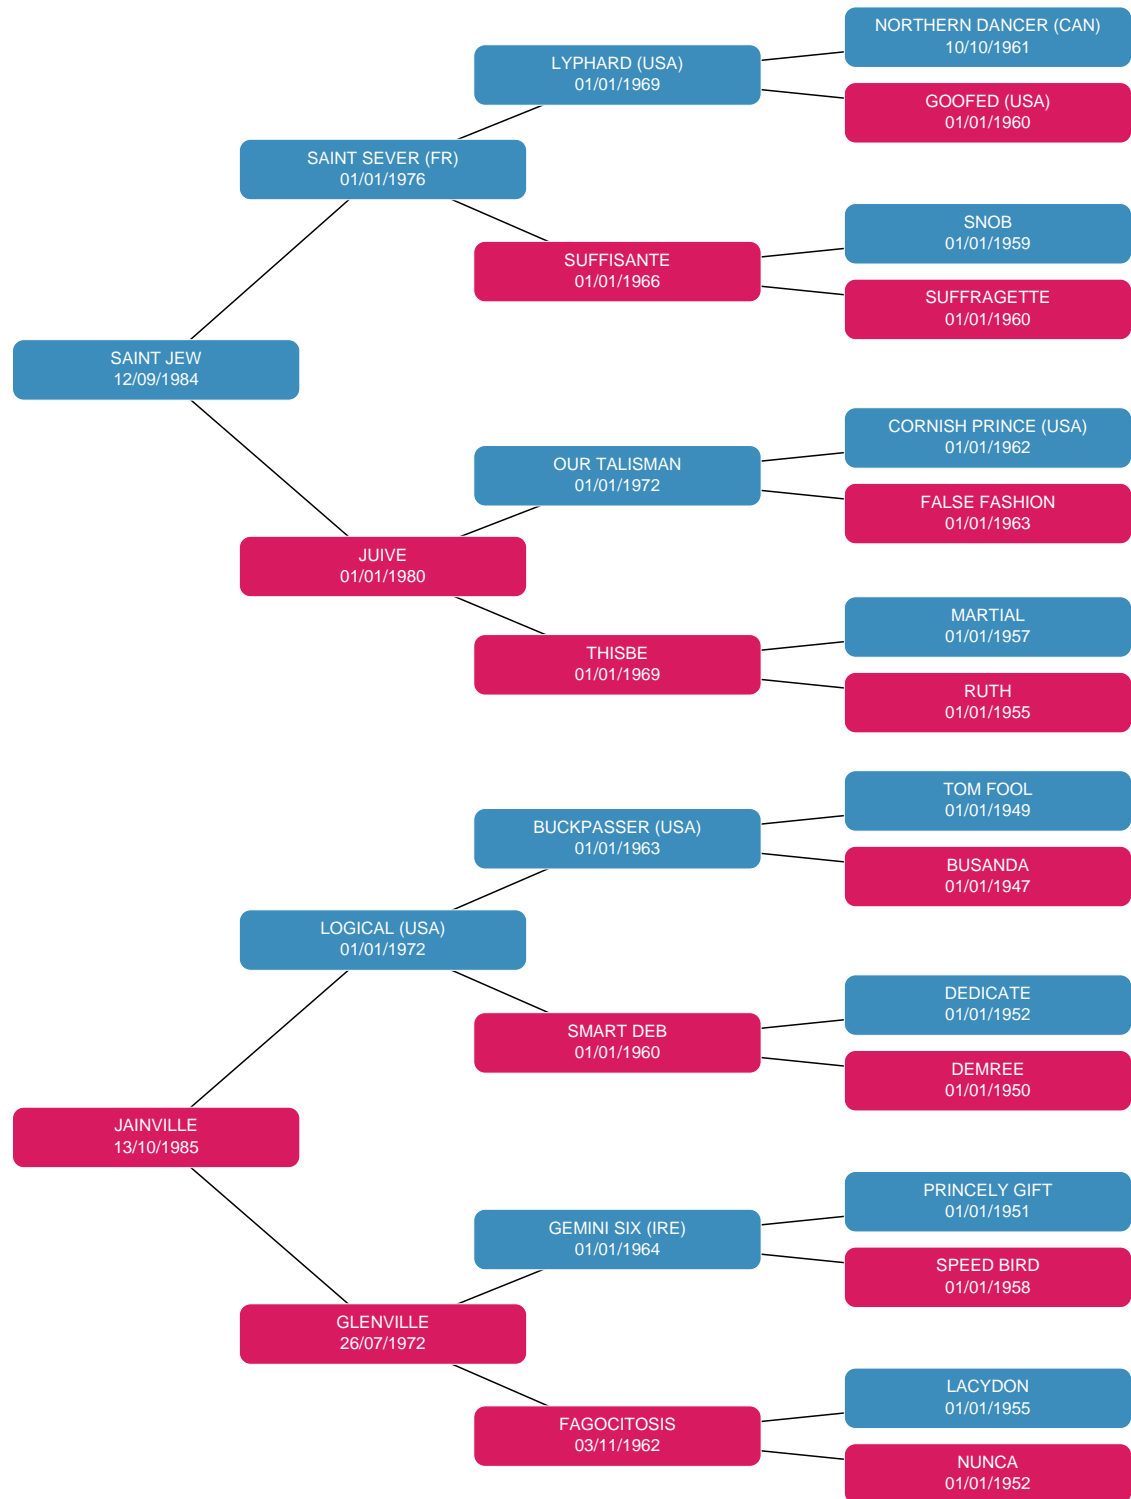 NORTHERN DANCER (CAN)
10/10/1961
LYPHARD (USA)
01/01/1969
GOOFED (USA)
01/01/1960
SAINT SEVER (FR)
01/01/1976
SNOB
01/01/1959
SUFFISANTE
01/01/1966
SUFFRAGETTE
01/01/1960
SAINT JEW
12/09/1984
CORNISH PRINCE (USA)
01/01/1962
OUR TALISMAN
01/01/1972
FALSE FASHION
01/01/1963
JUIVE
01/01/1980
MARTIAL
01/01/1957
THISBE
01/01/1969
RUTH
01/01/1955
TOM FOOL
01/01/1949
BUCKPASSER (USA)
01/01/1963
BUSANDA
01/01/1947
LOGICAL (USA)
01/01/1972
DEDICATE
01/01/1952
SMART DEB
01/01/1960
DEMREE
01/01/1950
JAINVILLE
13/10/1985
PRINCELY GIFT
01/01/1951
GEMINI SIX (IRE)
01/01/1964
SPEED BIRD
01/01/1958
GLENVILLE
26/07/1972
LACYDON
01/01/1955
FAGOCITOSIS
03/11/1962
NUNCA
01/01/1952